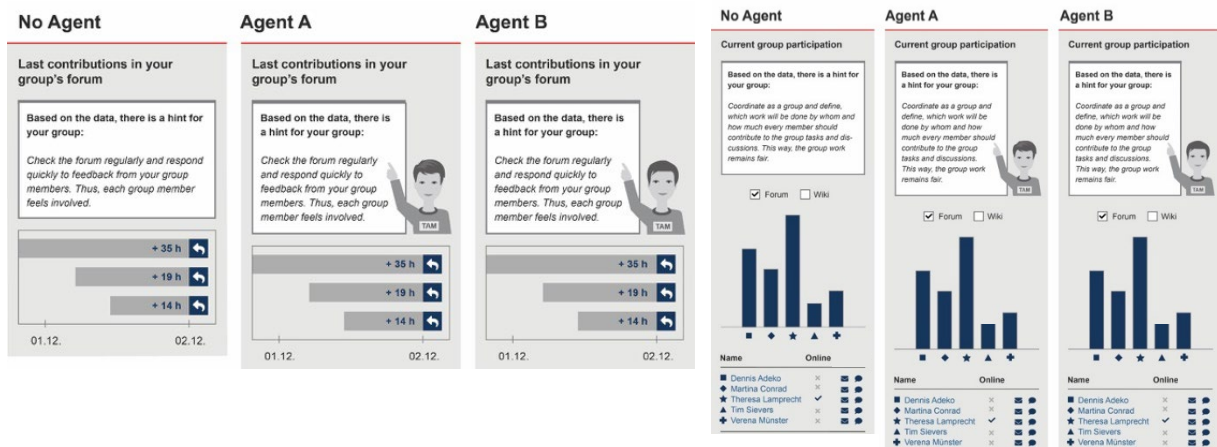 No Agent
Last contributions in your
group's forum
Based on the data, there is a hint for
your group:
Check the forum regularly and respond
quickly to feedback from your group
members. Thus, each group member
feels involved.
+ 35 h
+ 19 h
+ 14 h
01.12.
02.12.
Agent A
Last contributions in your
group's forum
Based on the data, there is
a hint for your group:
Check the forum regularly
and respond quickly to
feedback from your group
members. Thus, each group
member feels involved.
TAM
+ 35 h
+ 19 h
+ 14 h
01.12.
02.12.
Agent B
Last contributions in your
group's forum
Based on the data, there is
a hint for your group:
Check the forum regularly
and respond quickly to
feedback from your group
members. Thus, each group
member feels involved.
TAM
+ 35 h
+ 19 h
+ 14 h
01.12.
02.12.
No Agent
Current group participation
Based on the data, there is a hint for
your group:
Coordinate as a group and define,
which work will be done by whom and
how much every member should
contribute to the group tasks and dis-
cussions. This way, the group work
remains fair.
Forum
Wiki
Name
Online
Dennis Adeko
Martina Conrad
Theresa Lamprecht
Tim Sievers
Verena Münster
Agent A
Current group participation
Based on the data, there is
a hint for your group:
Coordinate as a group and
define, which work will be
done by whom and how
much every member should
contribute to the group
tasks and discussions.
This way, the group work
remains fair.
TAM
Forum
Wiki
Name
Online
Dennis Adeko
Martina Conrad
Theresa Lamprecht
Tim Sievers
Verena Münster
Agent B
Current group participation
Based on the data, there is
a hint for your group:
Coordinate as a group and
define, which work will be
done by whom and how
much every member should
contribute to the group
tasks and discussions.
This way, the group work
remains fair.
TAM
Forum
Wiki
Name
Online
Dennis Adeko
Martina Conrad
Theresa Lamprecht
Tim Sievers
Verena Münster